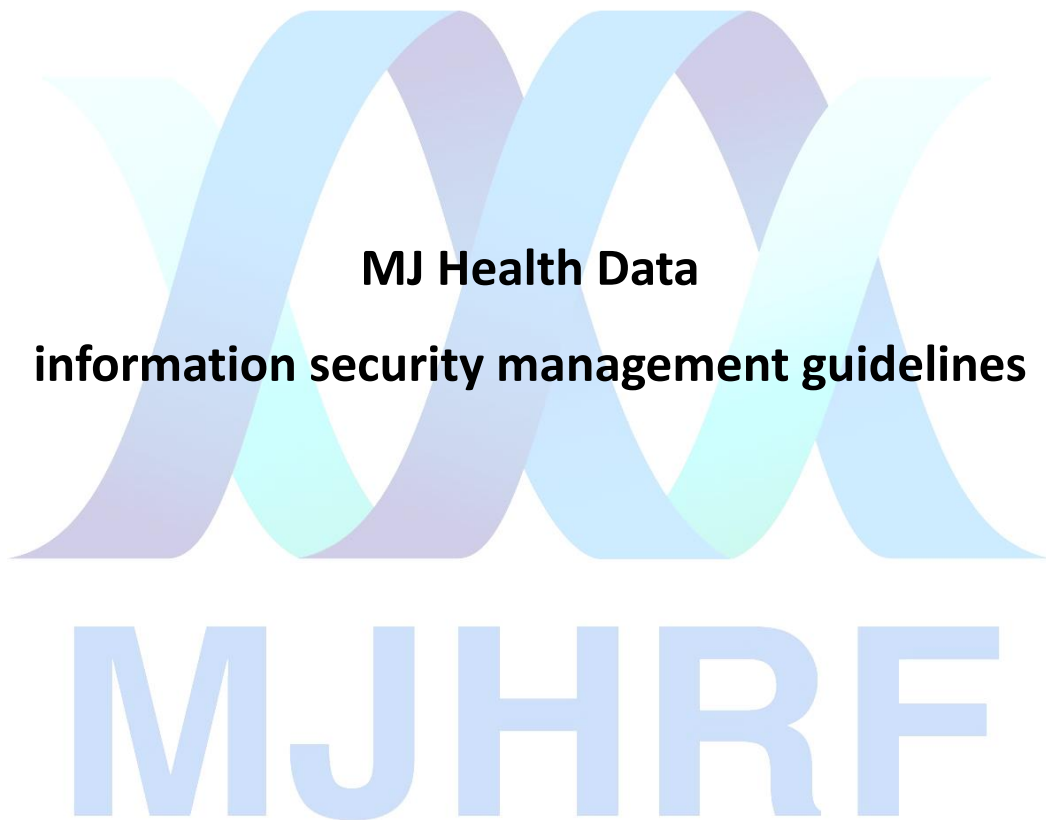 MJ Health Data
information security management guidelines
MJHRF